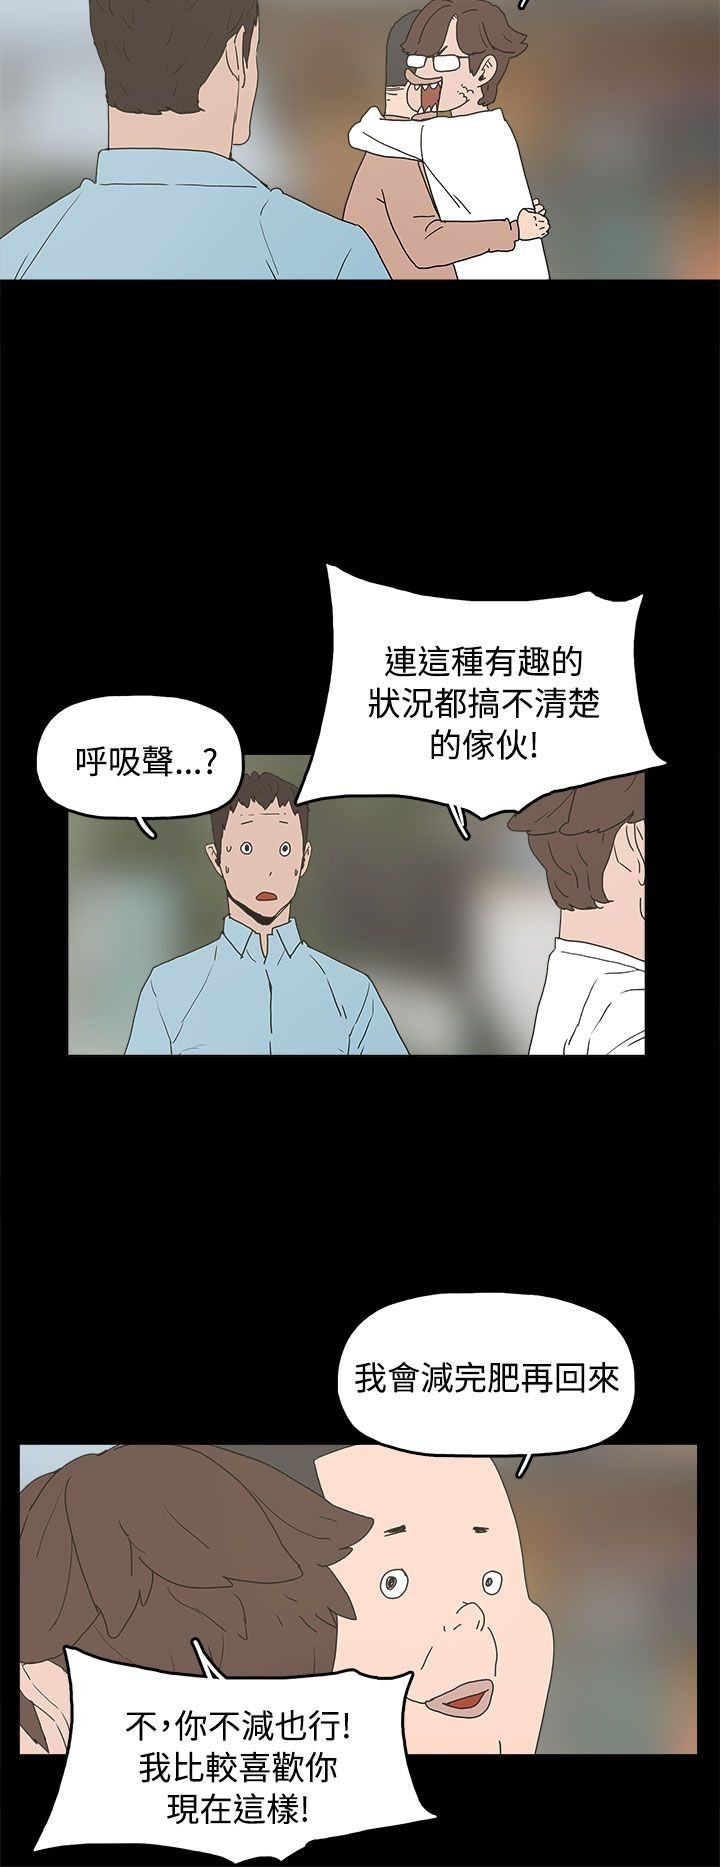 連這種有趣的
狀況都搞不清楚
的傢伙!
呼吸聲...?
我會減完肥再回來
不,你不減也行!
我比較喜歡你
現在這樣!